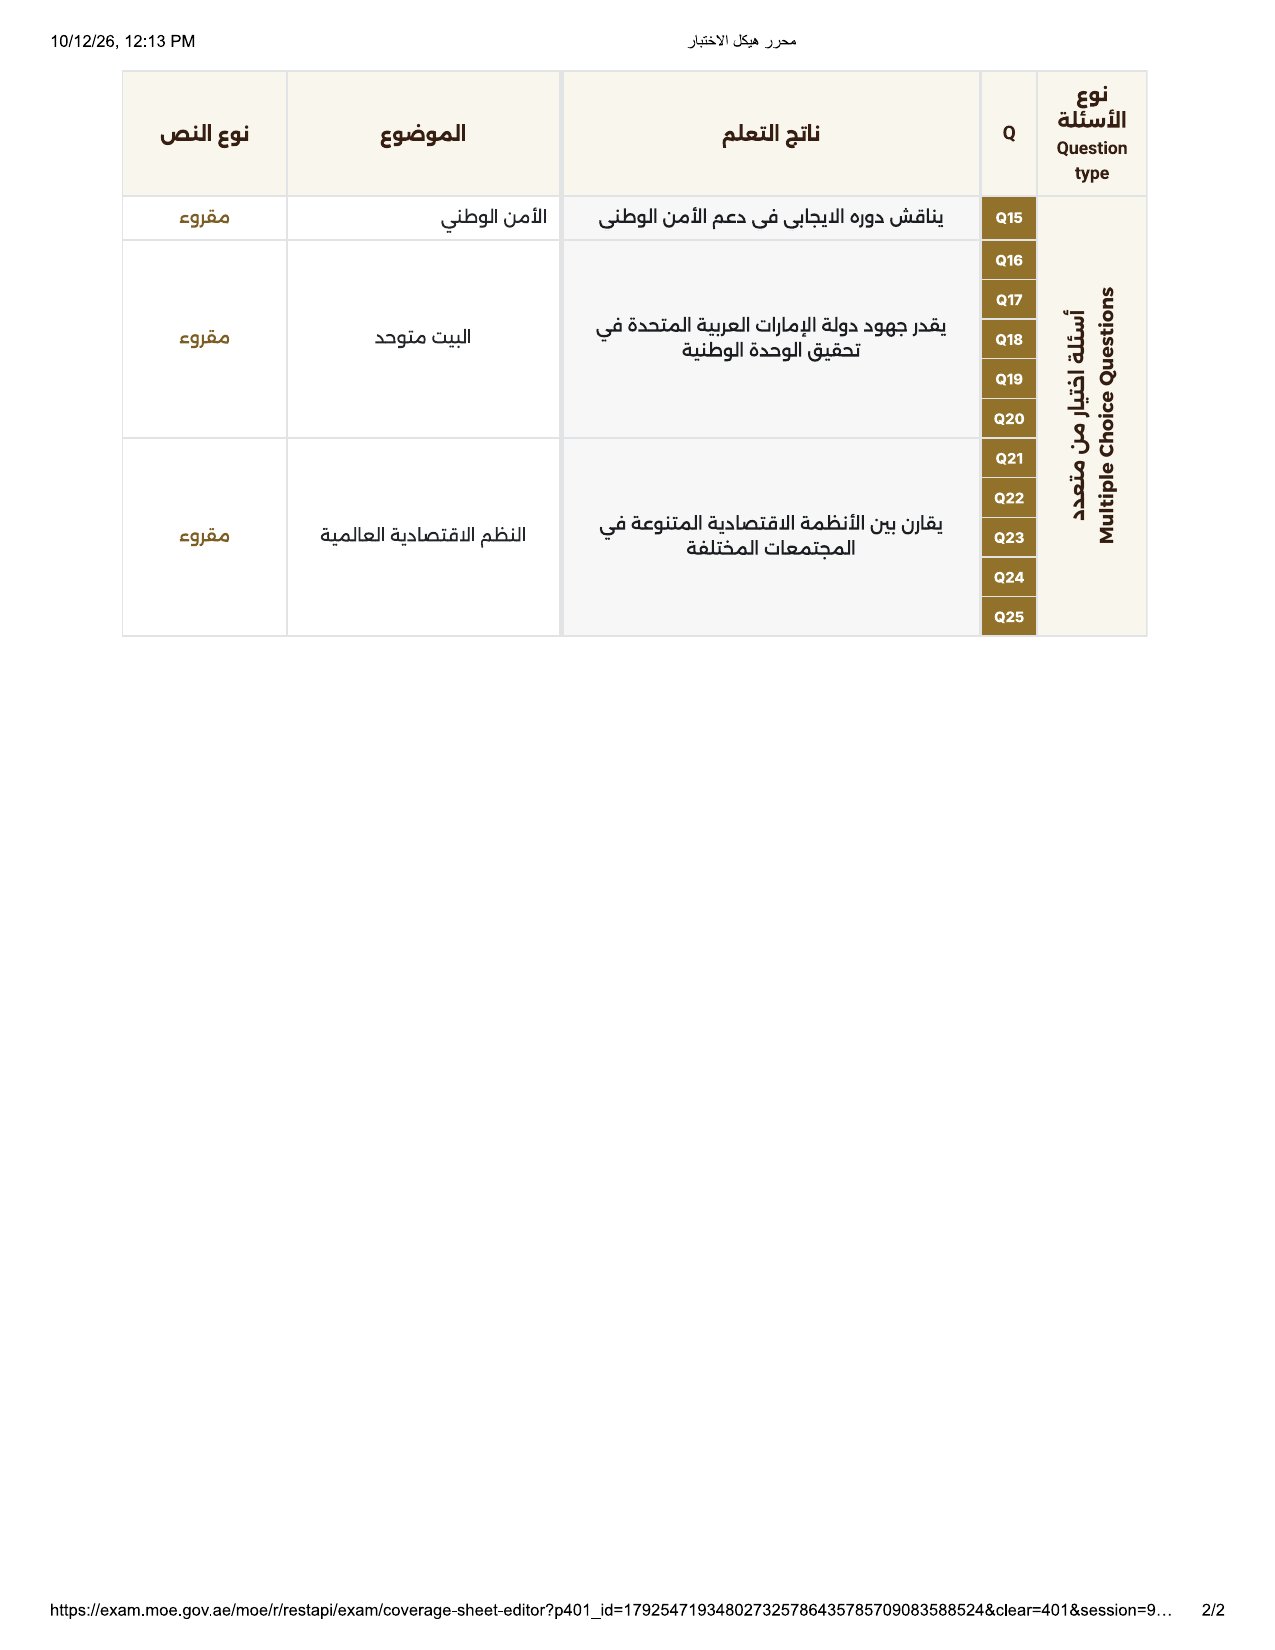 10/12/26, 12:13 PM
محرر هيكل الاختبار
نوع
الأسئلة
Question
type
Q
ناتج التعلم
الموضوع
نوع النص
أسئلة اختيار من متعدد
Multiple Choice Questions
Q15
يناقش دوره الايجابى فى دعم الأمن الوطنى
الأمن الوطني
مقروء
Q16
Q17
Q18
Q19
Q20
يقدر جهود دولة الإمارات العربية المتحدة في
تحقيق الوحدة الوطنية
البيت متوحد
مقروء
Q21
Q22
Q23
Q24
Q25
يقارن بين الأنظمة الاقتصادية المتنوعة في
المجتمعات المختلفة
النظم الاقتصادية العالمية
مقروء
https://exam.moe.gov.ae/moe/r/restapi/exam/coverage-sheet-editor?p401_id=179254719348027325786435785709083588524&clear=401&session=9…
2/2